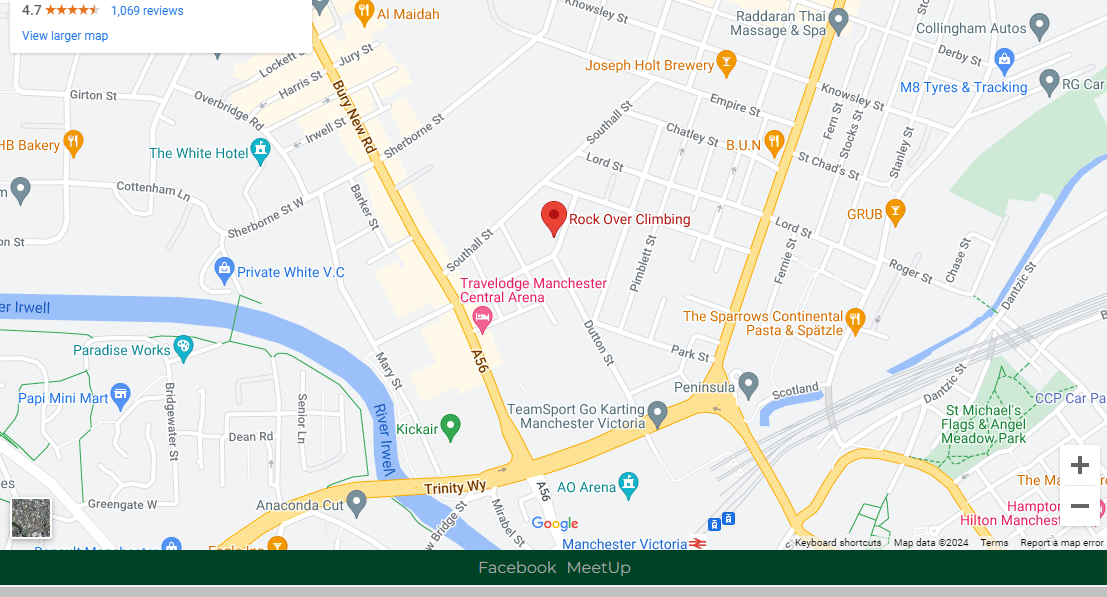 4.7
1,069 reviews
View larger map
Al Maidah
Raddaran Thai
Massage & Spa
Collingham Autos
Knowsley St
Lockett St
Jury St
Joseph Holt Brewery
Derby St
M8 Tyres & Tracking
RG Car
Harris St
Girton St
Overbridge Rd
Bury New Rd
Empire St
Knowsley St
Southall St
Fern St
Stocks St
Stanley St
Irwell St
Sherborne St
Chatley St
B.U.N
HB Bakery
The White Hotel
Lord St
St Chad's St
Cottenham Ln
Barker St
Sherborne St W
Rock Over Climbing
GRUB
Lord St
Southall St
Pimblett St
Fernie St
Roger St
Chase St
Dantzic St
Private White V.C
Travelodge Manchester
Central Arena
er Irwell
The Sparrows Continental
Pasta & Spätzle
Dutton St
Park St
Paradise Works
A56
Mary St
Peninsula
Scotland
Dantzic St
CCP Car Pa
Papi Mini Mart
Bridgewater St
Senior Ln
River Irwell
Kickair
TeamSport Go Karting
Manchester Victoria
St Michael's
Flags & Angel
Meadow Park
Dean Rd
Trinity Wy
A56
AO Arena
Greengate W
Anaconda Cut
Mirabel St
Google
Hampton
Hilton Manchest
Manchester Victoria
Keyboard shortcuts
Map data ©2024
Terms
Report a map error
Facebook MeetUp